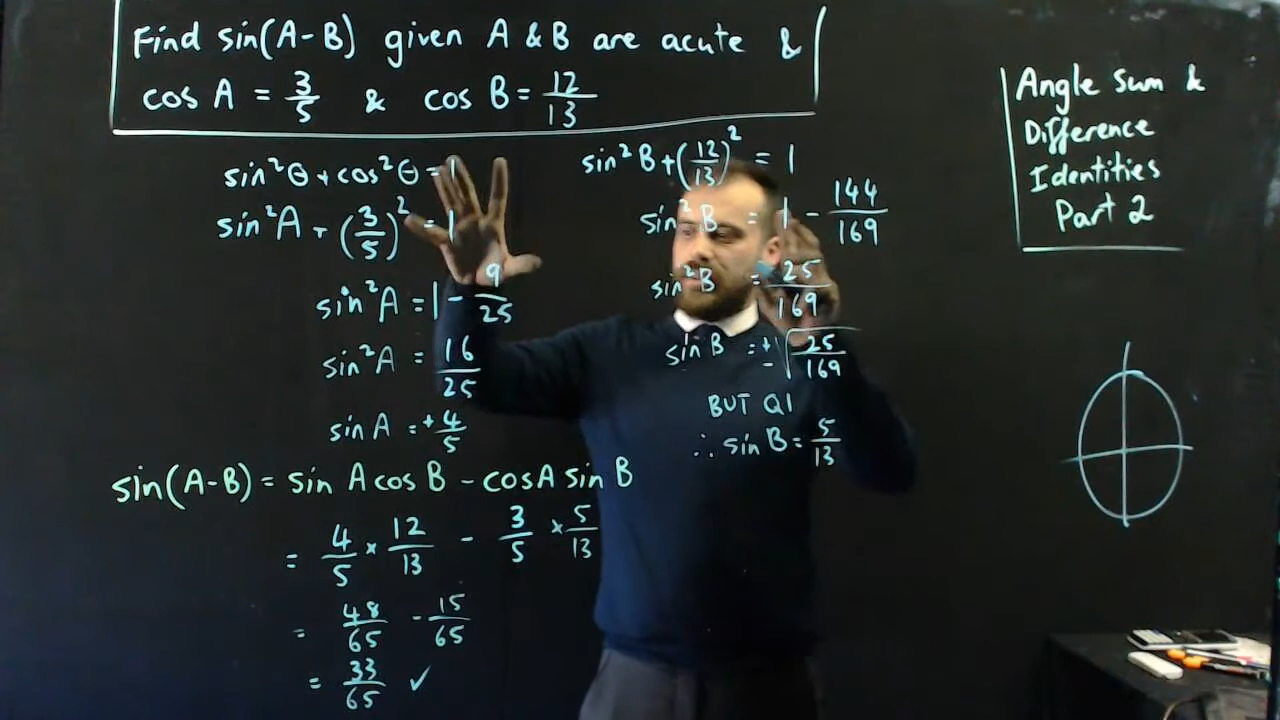 Find sin(A-B) given A & B are acute &
cos A = 3/5 & cos B = 12/13
Angle Sum &
Difference
Identities
Part 2
sin²θ + cos²θ = 1
sin²A + (3/5)² = 1
sin²A = 1 - 9/25
sin²A = 16/25
sin A = + 4/5
sin²B + (12/13)² = 1
sin²B = 1 - 144/169
sin²B = 25/169
sin B = ±√(25/169)
BUT Q1
∴ sin B = 5/13
sin(A-B) = sin A cos B - cos A sin B
= 4/5 × 12/13 - 3/5 × 5/13
= 48/65 - 15/65
= 33/65 ✓